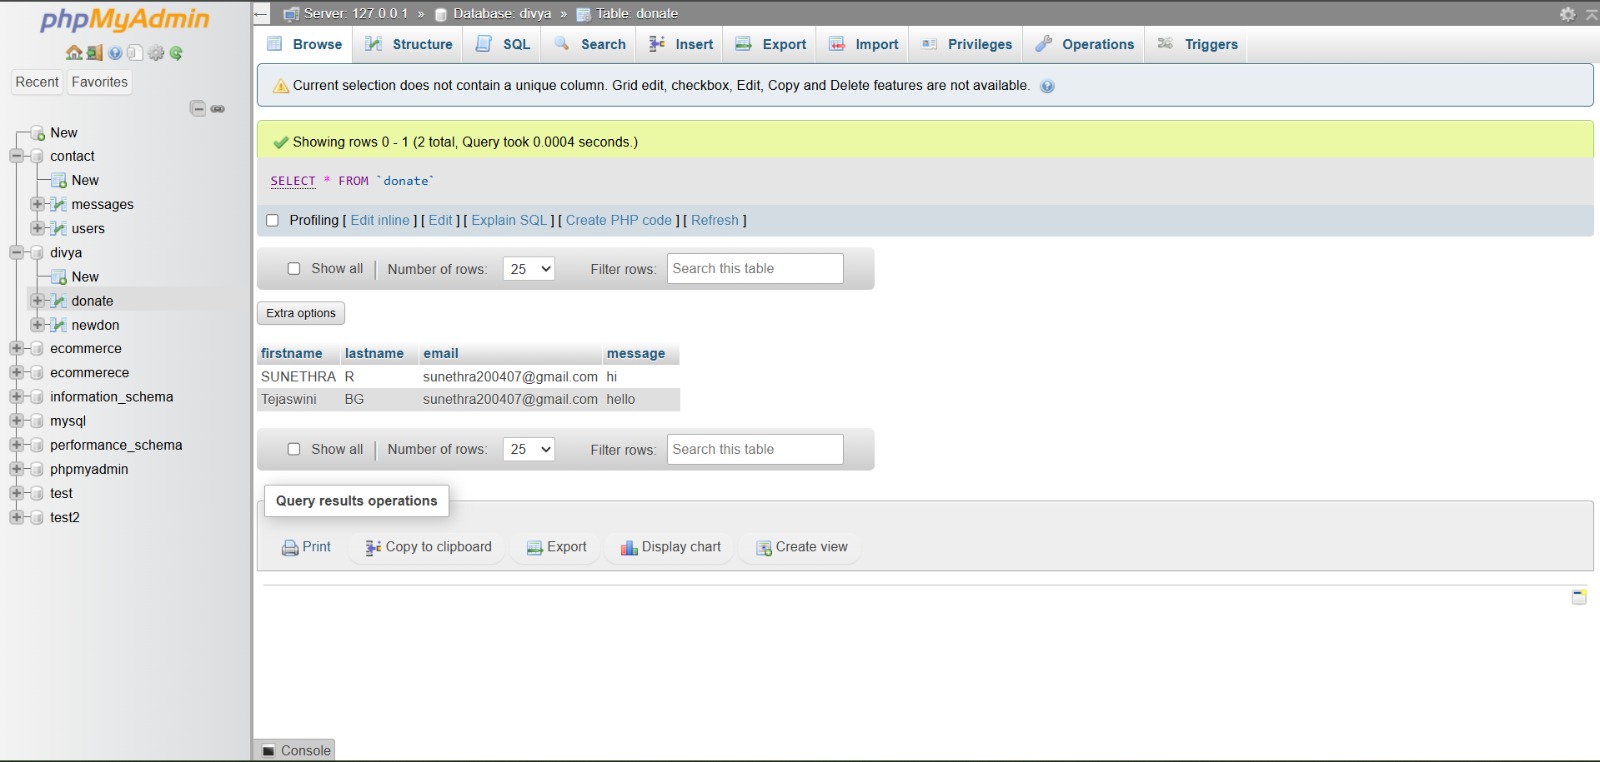 phpMyAdmin
Recent Favorites
New
contact
New
messages
users
divya
New
donate
newdon
ecommerce
ecommerece
information_schema
mysql
performance_schema
phpmyadmin
test
test2
Server: 127.0.0.1 » Database: divya » Table: donate
Browse Structure SQL Search Insert Export Import Privileges Operations Triggers
Current selection does not contain a unique column. Grid edit, checkbox, Edit, Copy and Delete features are not available.
Showing rows 0 - 1 (2 total, Query took 0.0004 seconds.)
SELECT * FROM `donate`
Profiling [ Edit inline ] [ Edit ] [ Explain SQL ] [ Create PHP code ] [ Refresh ]
Show all | Number of rows: 25 Filter rows: Search this table
Extra options
firstname lastname email message
SUNETHRA R sunethra200407@gmail.com hi
Tejaswini BG sunethra200407@gmail.com hello
Show all | Number of rows: 25 Filter rows: Search this table
Query results operations
Print Copy to clipboard Export Display chart Create view
Console